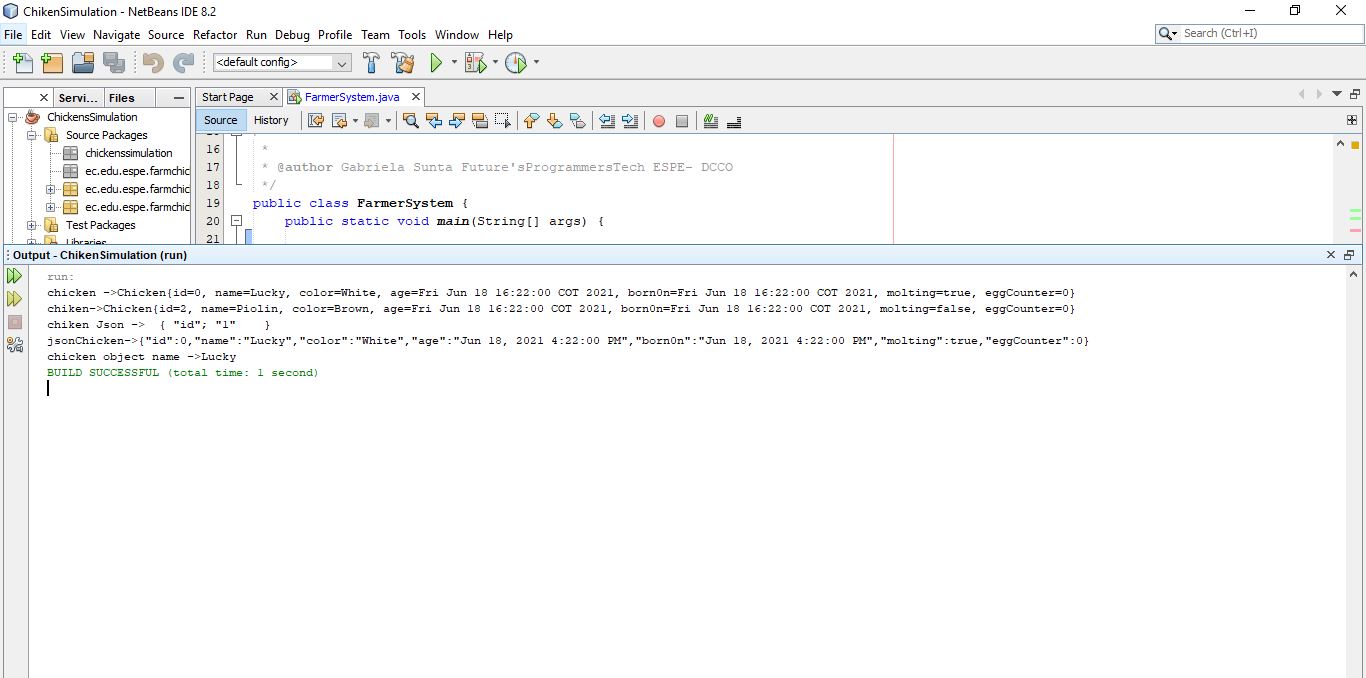 ChikenSimulation - NetBeans IDE 8.2
File Edit View Navigate Source Refactor Run Debug Profile Team Tools Window Help
Search (Ctrl+I)
<default config>
Servi... Files
Start Page FarmerSystem.java
ChickensSimulation
Source Packages
chickenssimulation
ec.edu.espe.farmchic
ec.edu.espe.farmchic
ec.edu.espe.farmchic
Test Packages
Libraries
Source History
16 *
17 * @author Gabriela Sunta Future'sProgrammersTech ESPE- DCCO
18 */
19 public class FarmerSystem {
20 public static void main(String[] args) {
21
Output - ChikenSimulation (run)
run:
chicken ->Chicken{id=0, name=Lucky, color=White, age=Fri Jun 18 16:22:00 COT 2021, born0n=Fri Jun 18 16:22:00 COT 2021, molting=true, eggCounter=0}
chiken->Chicken{id=2, name=Piolin, color=Brown, age=Fri Jun 18 16:22:00 COT 2021, born0n=Fri Jun 18 16:22:00 COT 2021, molting=false, eggCounter=0}
chiken Json -> { "id"; "1" }
jsonChicken->{"id":0,"name":"Lucky","color":"White","age":"Jun 18, 2021 4:22:00 PM","born0n":"Jun 18, 2021 4:22:00 PM","molting":true,"eggCounter":0}
chicken object name ->Lucky
BUILD SUCCESSFUL (total time: 1 second)